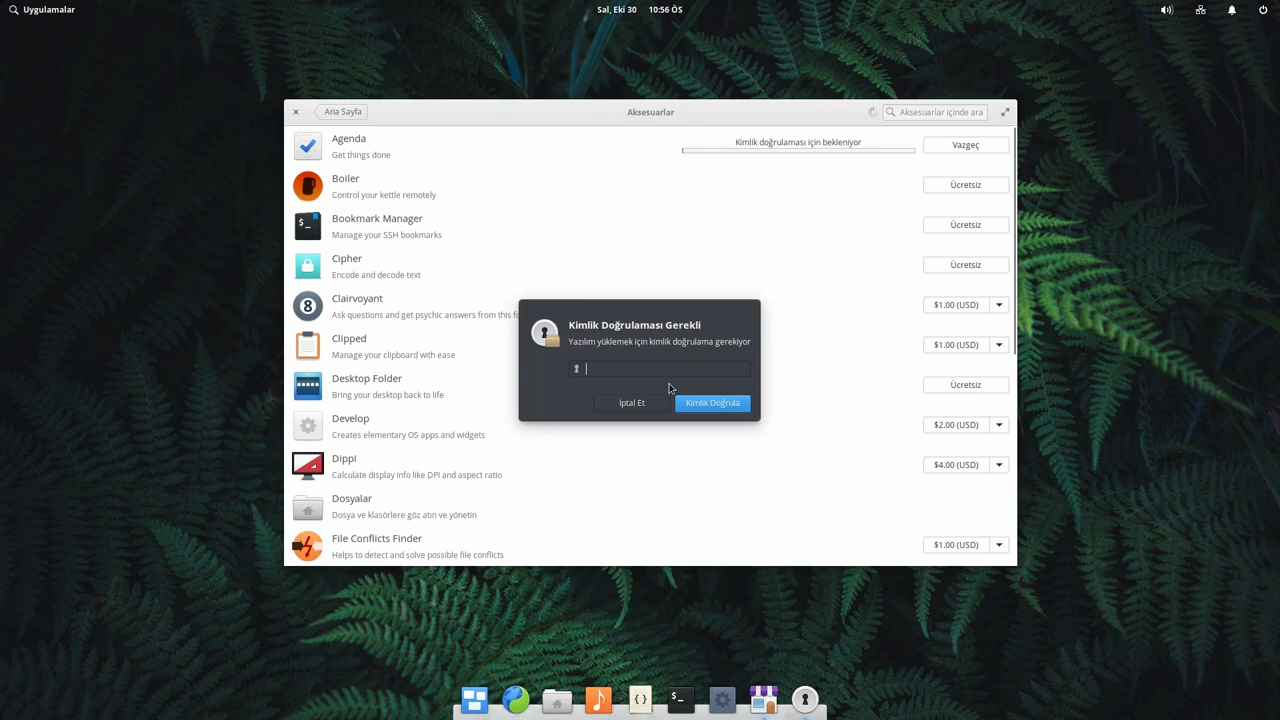 Uygulamalar
Sal, Eki 30 10:56 ÖS
Ana Sayfa
Aksesuarlar
Aksesuarlar içinde ara
Agenda
Get things done
Kimlik doğrulaması için bekleniyor
Vazgeç
Boiler
Control your kettle remotely
Ücretsiz
Bookmark Manager
Manage your SSH bookmarks
Ücretsiz
Cipher
Encode and decode text
Ücretsiz
Clairvoyant
Ask questions and get psychic answers from this
$1.00 (USD)
Clipped
Manage your clipboard with ease
$1.00 (USD)
Desktop Folder
Bring your desktop back to life
Ücretsiz
Develop
Creates elementary OS apps and widgets
$2.00 (USD)
Dippi
Calculate display info like DPI and aspect ratio
$4.00 (USD)
Dosyalar
Dosya ve klasörlere göz atın ve yönetin
File Conflicts Finder
Helps to detect and solve possible file conflicts
$1.00 (USD)
Kimlik Doğrulaması Gerekli
Yazılım yüklemek için kimlik doğrulama gerekiyor
İptal Et
Kimlik Doğrula